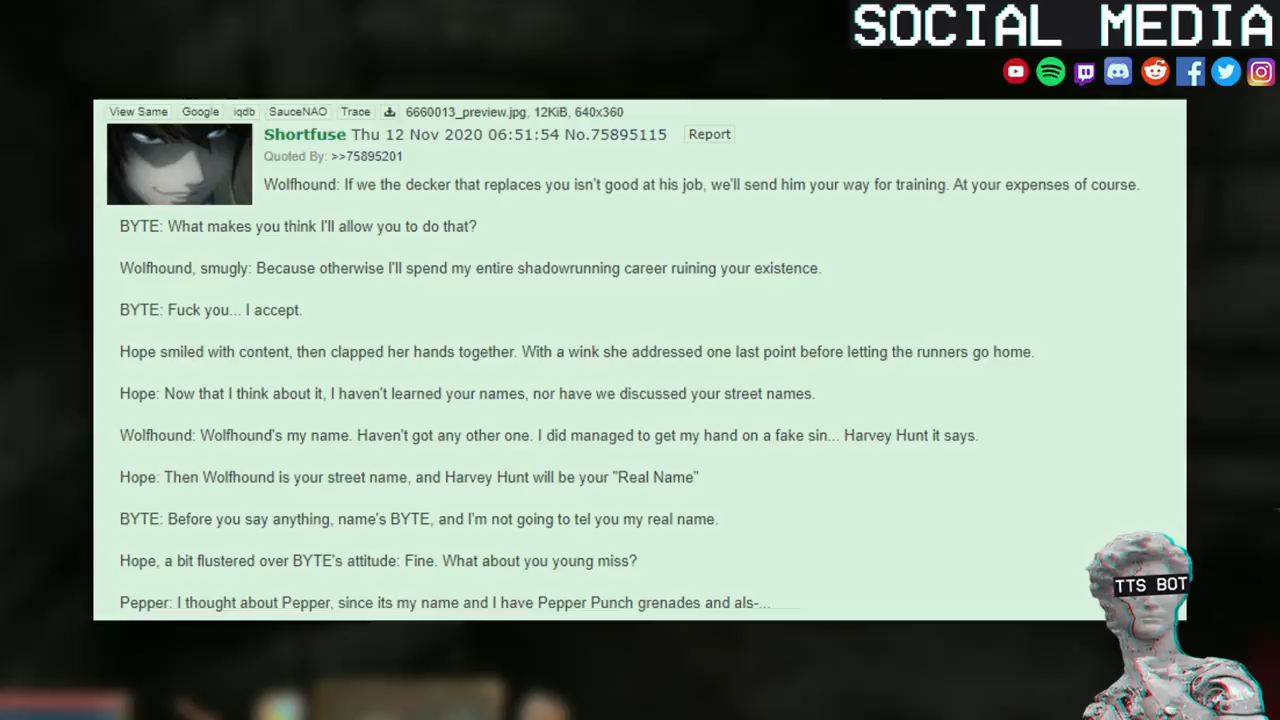 SOCIAL MEDIA
View Same Google iqdb SauceNAO Trace 6660013_preview.jpg, 12KiB, 640x360
Shortfuse Thu 12 Nov 2020 06:51:54 No.75895115 Report
Quoted By: >>75895201
Wolfhound: If we the decker that replaces you isn't good at his job, we'll send him your way for training. At your expenses of course.
BYTE: What makes you think I'll allow you to do that?
Wolfhound, smugly: Because otherwise I'll spend my entire shadowrunning career ruining your existence.
BYTE: Fuck you... I accept.
Hope smiled with content, then clapped her hands together. With a wink she addressed one last point before letting the runners go home.
Hope: Now that I think about it, I haven't learned your names, nor have we discussed your street names.
Wolfhound: Wolfhound's my name. Haven't got any other one. I did managed to get my hand on a fake sin... Harvey Hunt it says.
Hope: Then Wolfhound is your street name, and Harvey Hunt will be your "Real Name"
BYTE: Before you say anything, name's BYTE, and I'm not going to tell you my real name.
Hope, a bit flustered over BYTE's attitude: Fine. What about you young miss?
Pepper: I thought about Pepper, since its my name and I have Pepper Punch grenades and als-...
TTS BOT